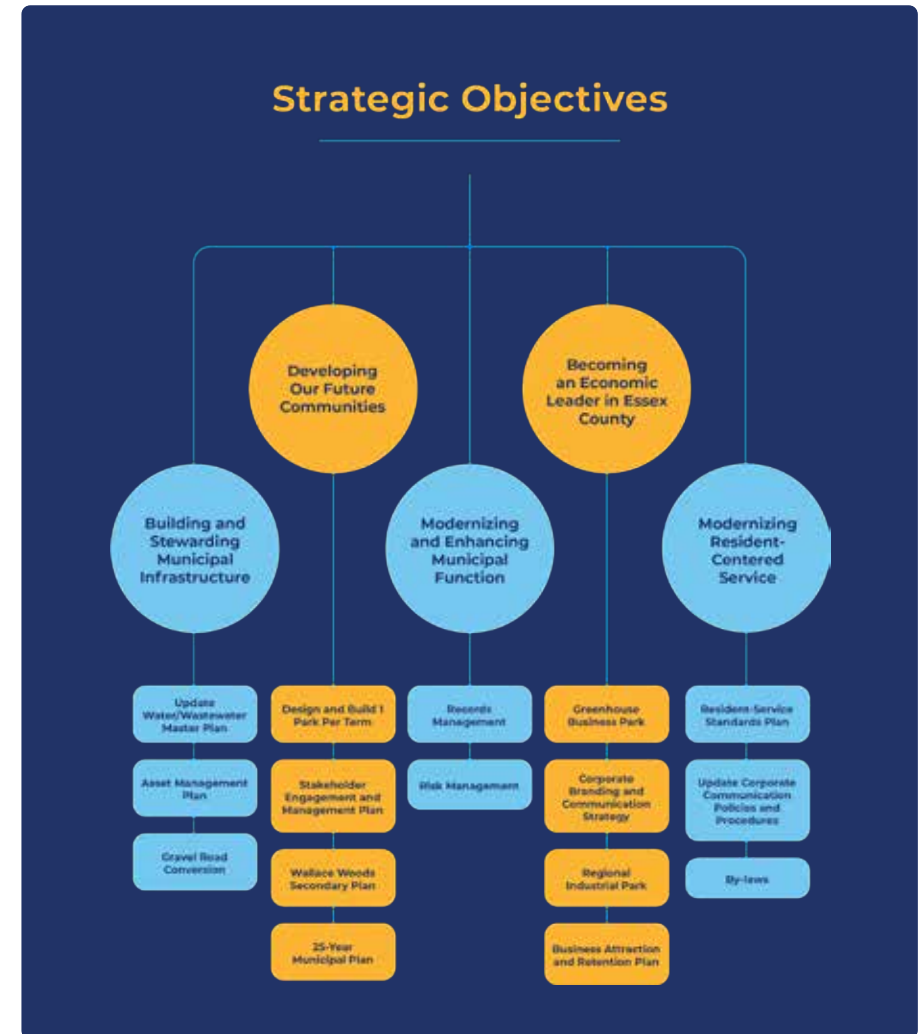 Strategic Objectives
Developing
Our Future
Communities
Becoming
an Economic
Leader in Essex
County
Building and
Stewarding
Municipal
Infrastructure
Modernizing
and Enhancing
Municipal
Function
Modernizing
Resident-
Centered
Service
Update
Water/Wastewater
Master Plan
Asset Management
Plan
Gravel Road
Conversion
Design and Build 1
Park Per Term
Stakeholder
Engagement and
Management Plan
Wallace Woods
Secondary Plan
25-Year
Municipal Plan
Records
Management
Risk Management
Greenhouse
Business Park
Corporate
Branding and
Communication
Strategy
Regional
Industrial Park
Business Attraction
and Retention Plan
Resident-Service
Standards Plan
Update Corporate
Communication
Policies and
Procedures
By-laws